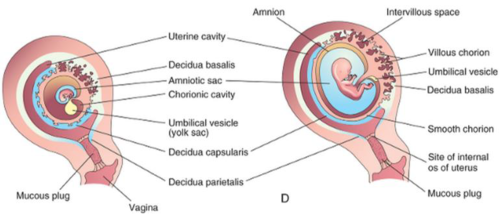 Amnion
Intervillous space
Uterine cavity
Decidua basalis
Amniotic sac
Chorionic cavity
Umbilical vesicle
(yolk sac)
Decidua capsularis
Decidua parietalis
Mucous plug
Vagina
D
Villous chorion
Umbilical vesicle
Decidua basalis
Smooth chorion
Site of internal
os of uterus
Mucous plug